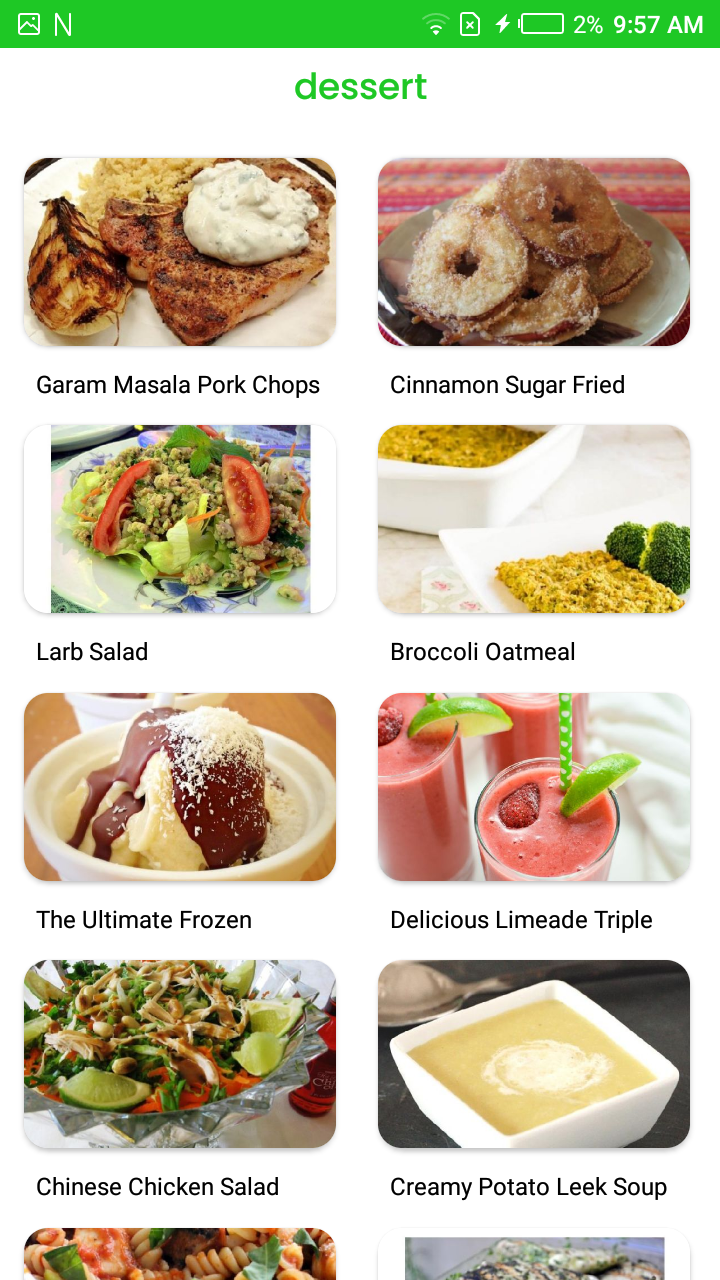 2% 9:57 AM
dessert
Garam Masala Pork Chops
Cinnamon Sugar Fried
Larb Salad
Broccoli Oatmeal
The Ultimate Frozen
Delicious Limeade Triple
Chinese Chicken Salad
Creamy Potato Leek Soup